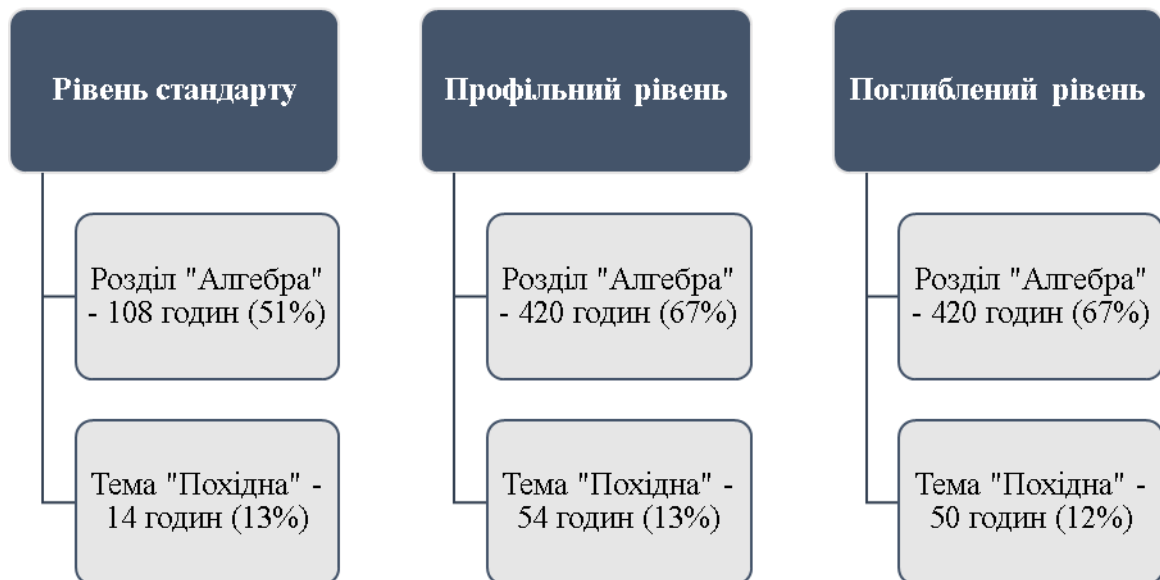 Рівень стандарту
Розділ "Алгебра"
- 108 годин (51%)
Тема "Похідна" -
14 годин (13%)
Профільний рівень
Розділ "Алгебра"
- 420 годин (67%)
Тема "Похідна" -
54 годин (13%)
Поглиблений рівень
Розділ "Алгебра"
- 420 годин (67%)
Тема "Похідна" -
50 годин (12%)